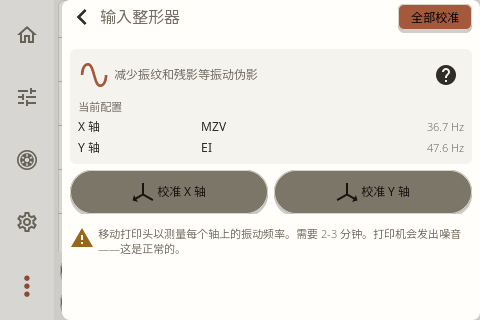 输入整形器
全部校准
减少振纹和残影等振动伪影
?
当前配置
X 轴 MZV 36.7 Hz
Y 轴 EI 47.6 Hz
校准 X 轴
校准 Y 轴
移动打印头以测量每个轴上的振动频率。需要 2-3 分钟。打印机会发出噪音
——这是正常的。